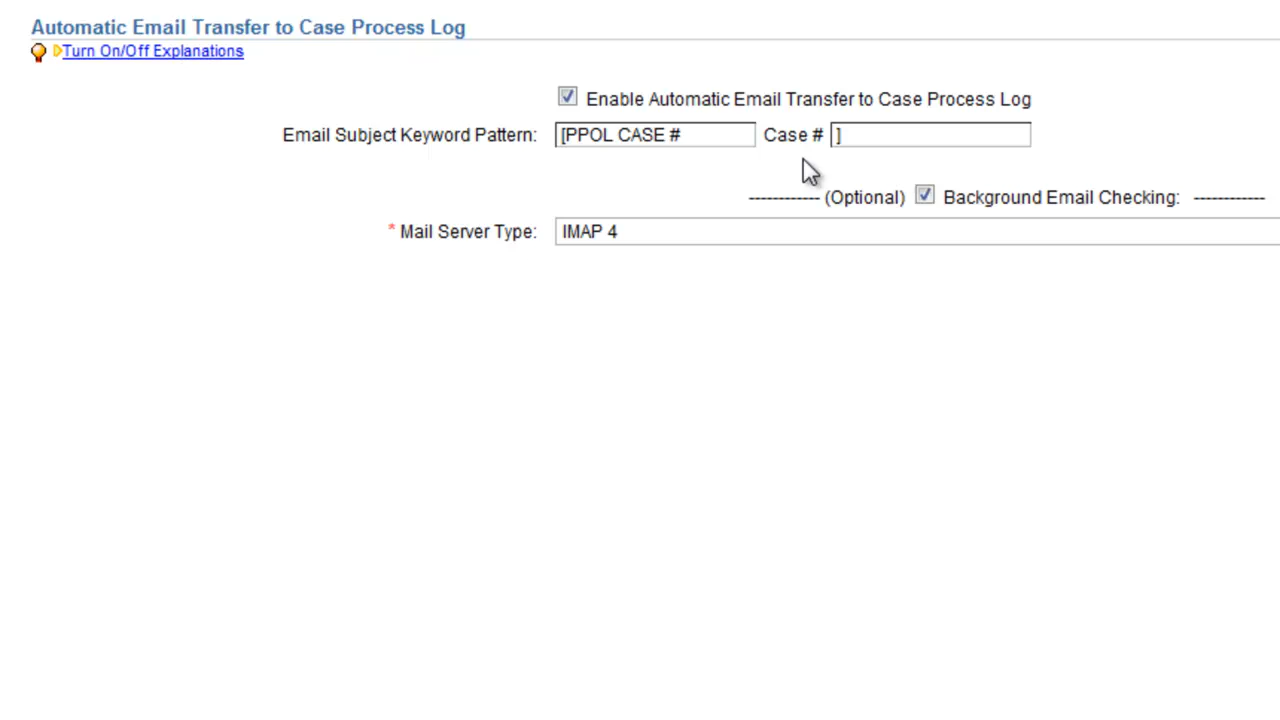 Automatic Email Transfer to Case Process Log
Turn On/Off Explanations
Enable Automatic Email Transfer to Case Process Log
Email Subject Keyword Pattern: [PPOL CASE # Case # ]
------------ (Optional) Background Email Checking: ------------
* Mail Server Type: IMAP 4